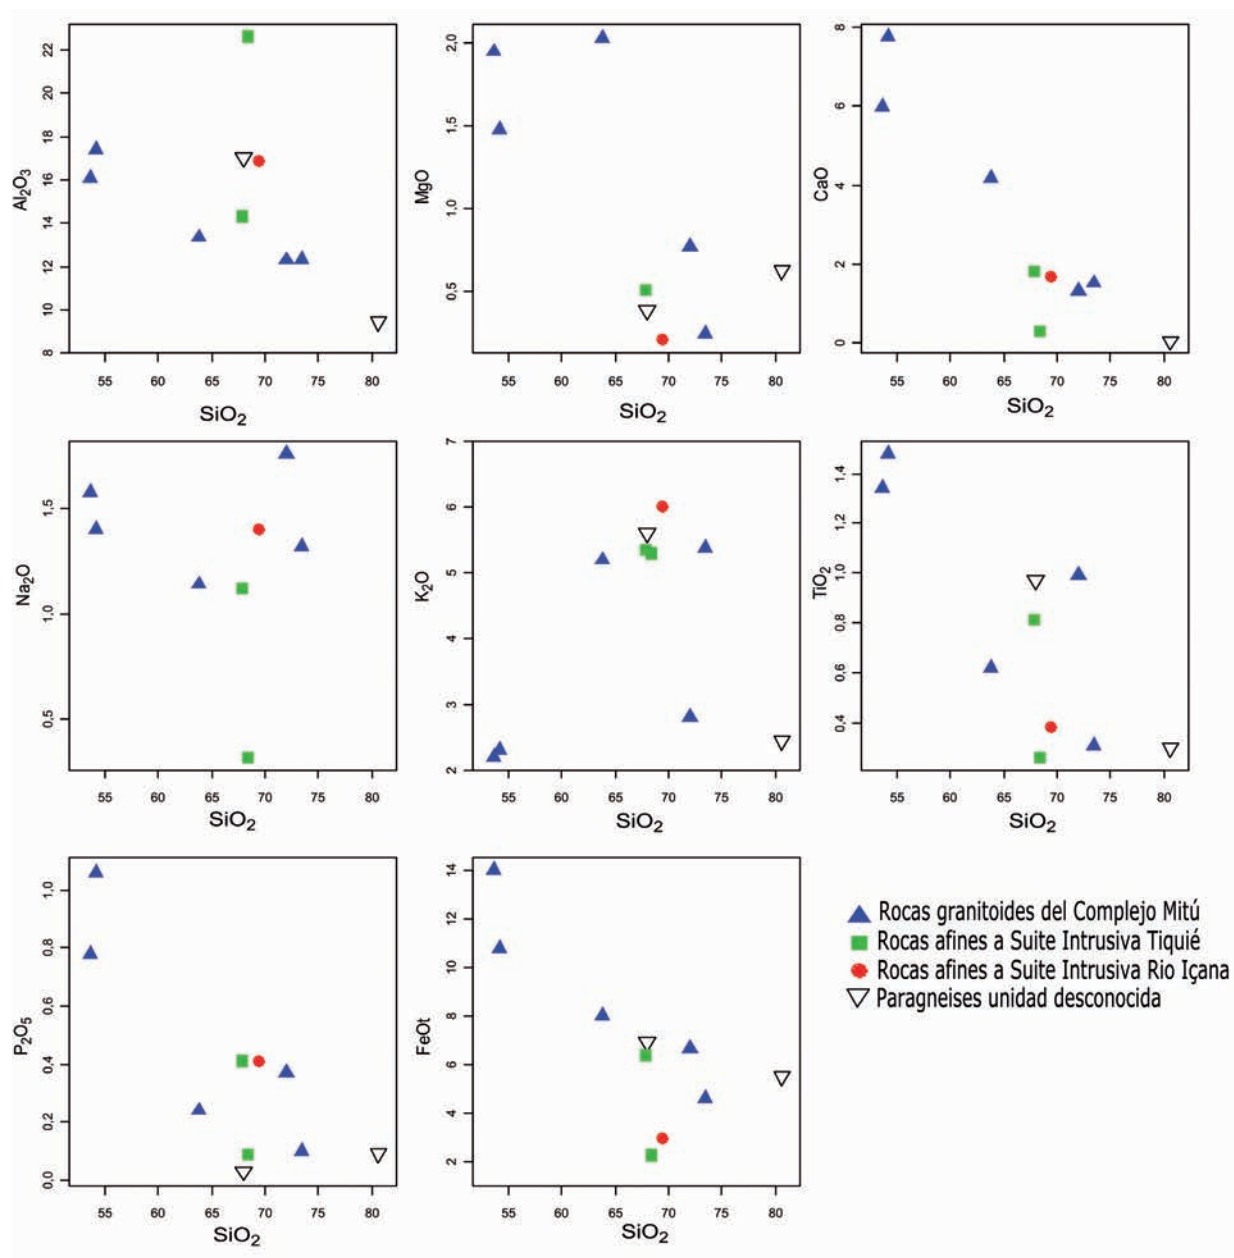 Al₂O₃
8 10 12 14 16 18 20 22
55 60 65 70 75 80
SiO₂
MgO
0,5 1,0 1,5 2,0
55 60 65 70 75 80
SiO₂
CaO
0 2 4 6 8
55 60 65 70 75 80
SiO₂
Na₂O
0,5 1,0 1,5
55 60 65 70 75 80
SiO₂
K₂O
2 3 4 5 6 7
55 60 65 70 75 80
SiO₂
TiO₂
0,4 0,6 0,8 1,0 1,2 1,4
55 60 65 70 75 80
SiO₂
P₂O₅
0,0 0,2 0,4 0,6 0,8 1,0
55 60 65 70 75 80
SiO₂
FeOt
2 4 6 8 10 12 14
55 60 65 70 75 80
SiO₂
Rocas granitoides del Complejo Mitú
Rocas afines a Suite Intrusiva Tiquié
Rocas afines a Suite Intrusiva Rio Içana
Paragneises unidad desconocida